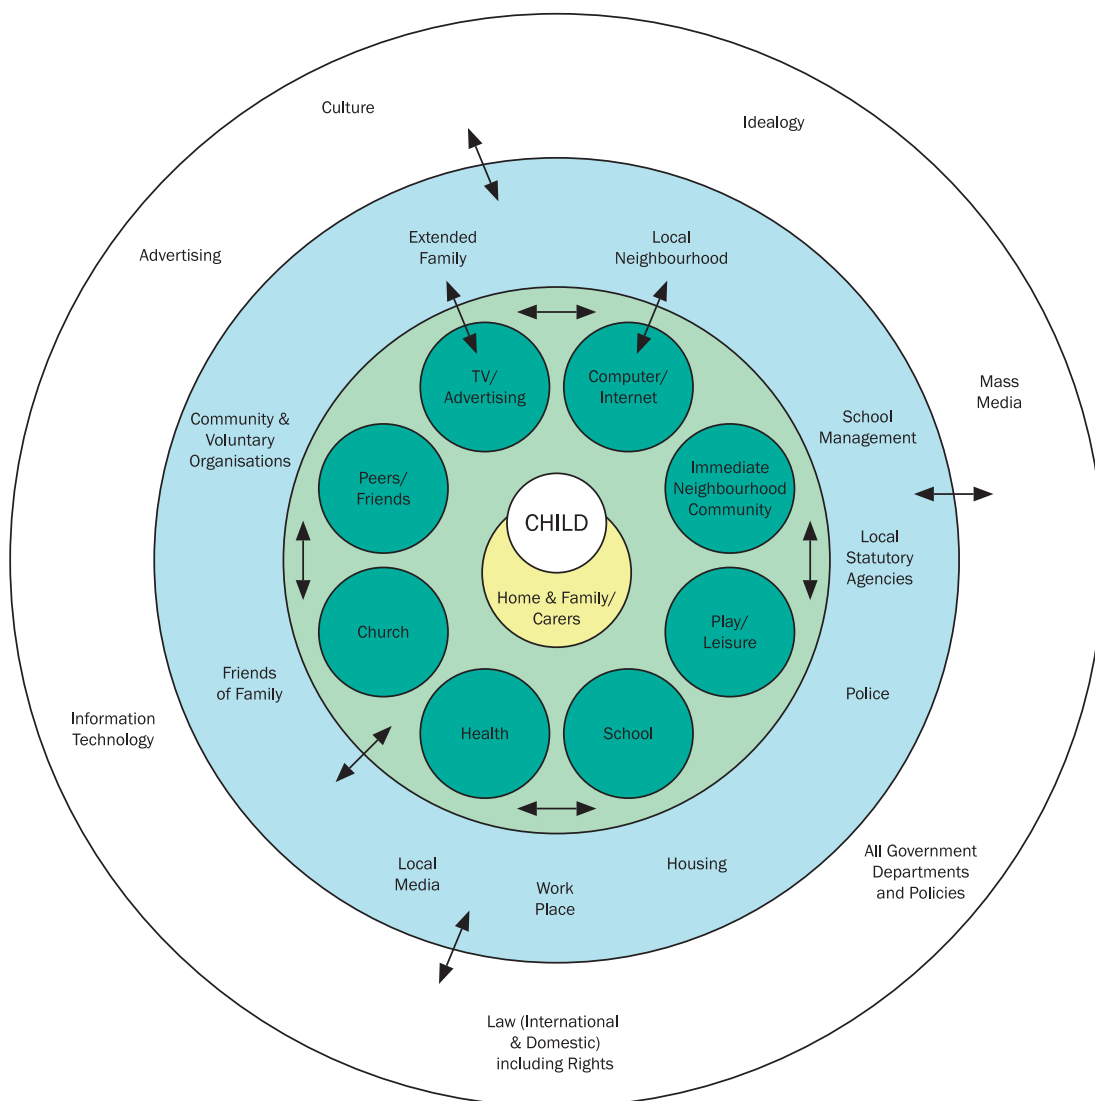 Culture
Idealogy
Advertising
Extended
Family
Local
Neighbourhood
TV/
Advertising
Computer/
Internet
Mass
Media
Community &
Voluntary
Organisations
School
Management
Peers/
Friends
Immediate
Neighbourhood
Community
CHILD
Home & Family/
Carers
Local
Statutory
Agencies
Church
Play/
Leisure
Friends
of Family
Police
Information
Technology
Health
School
Local
Media
Work
Place
Housing
All Government
Departments
and Policies
Law (International
& Domestic)
including Rights